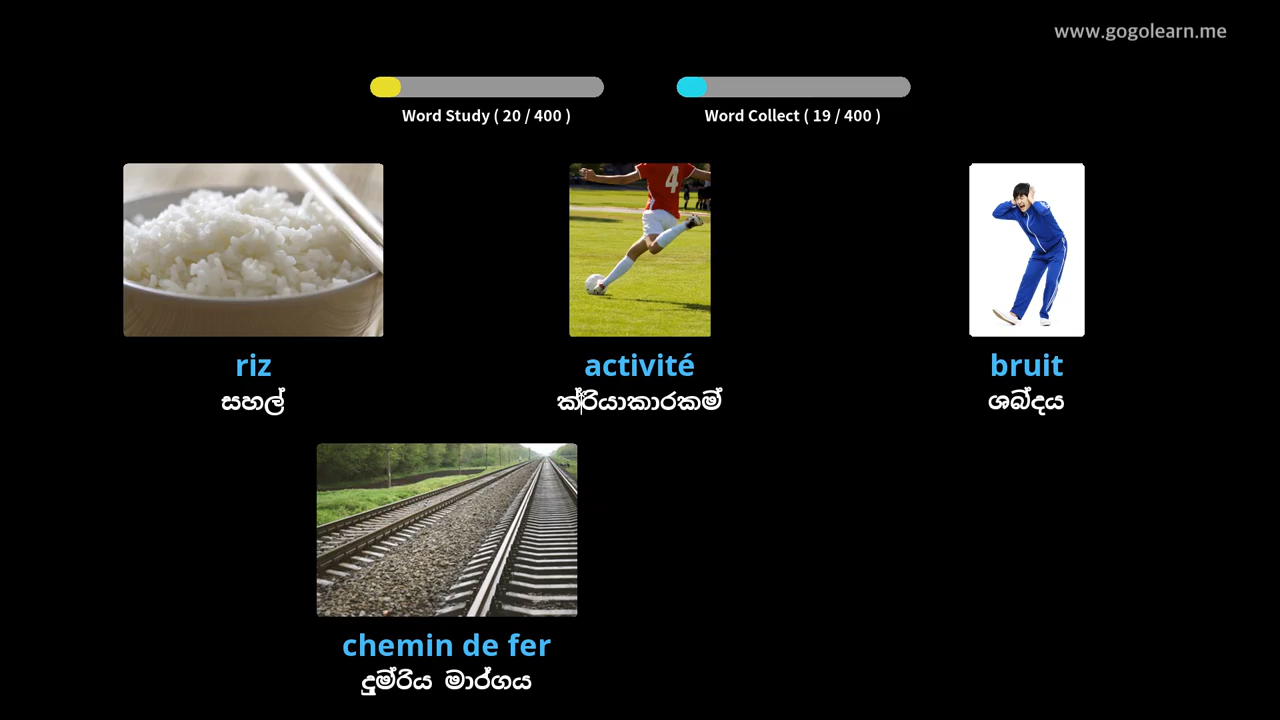 www.gogolearn.me
Word Study ( 20 / 400 )
Word Collect ( 19 / 400 )
riz
සහල්
activité
ක්රියාකාරකම්
bruit
ශබ්දය
chemin de fer
දුම්රිය මාර්ගය
4